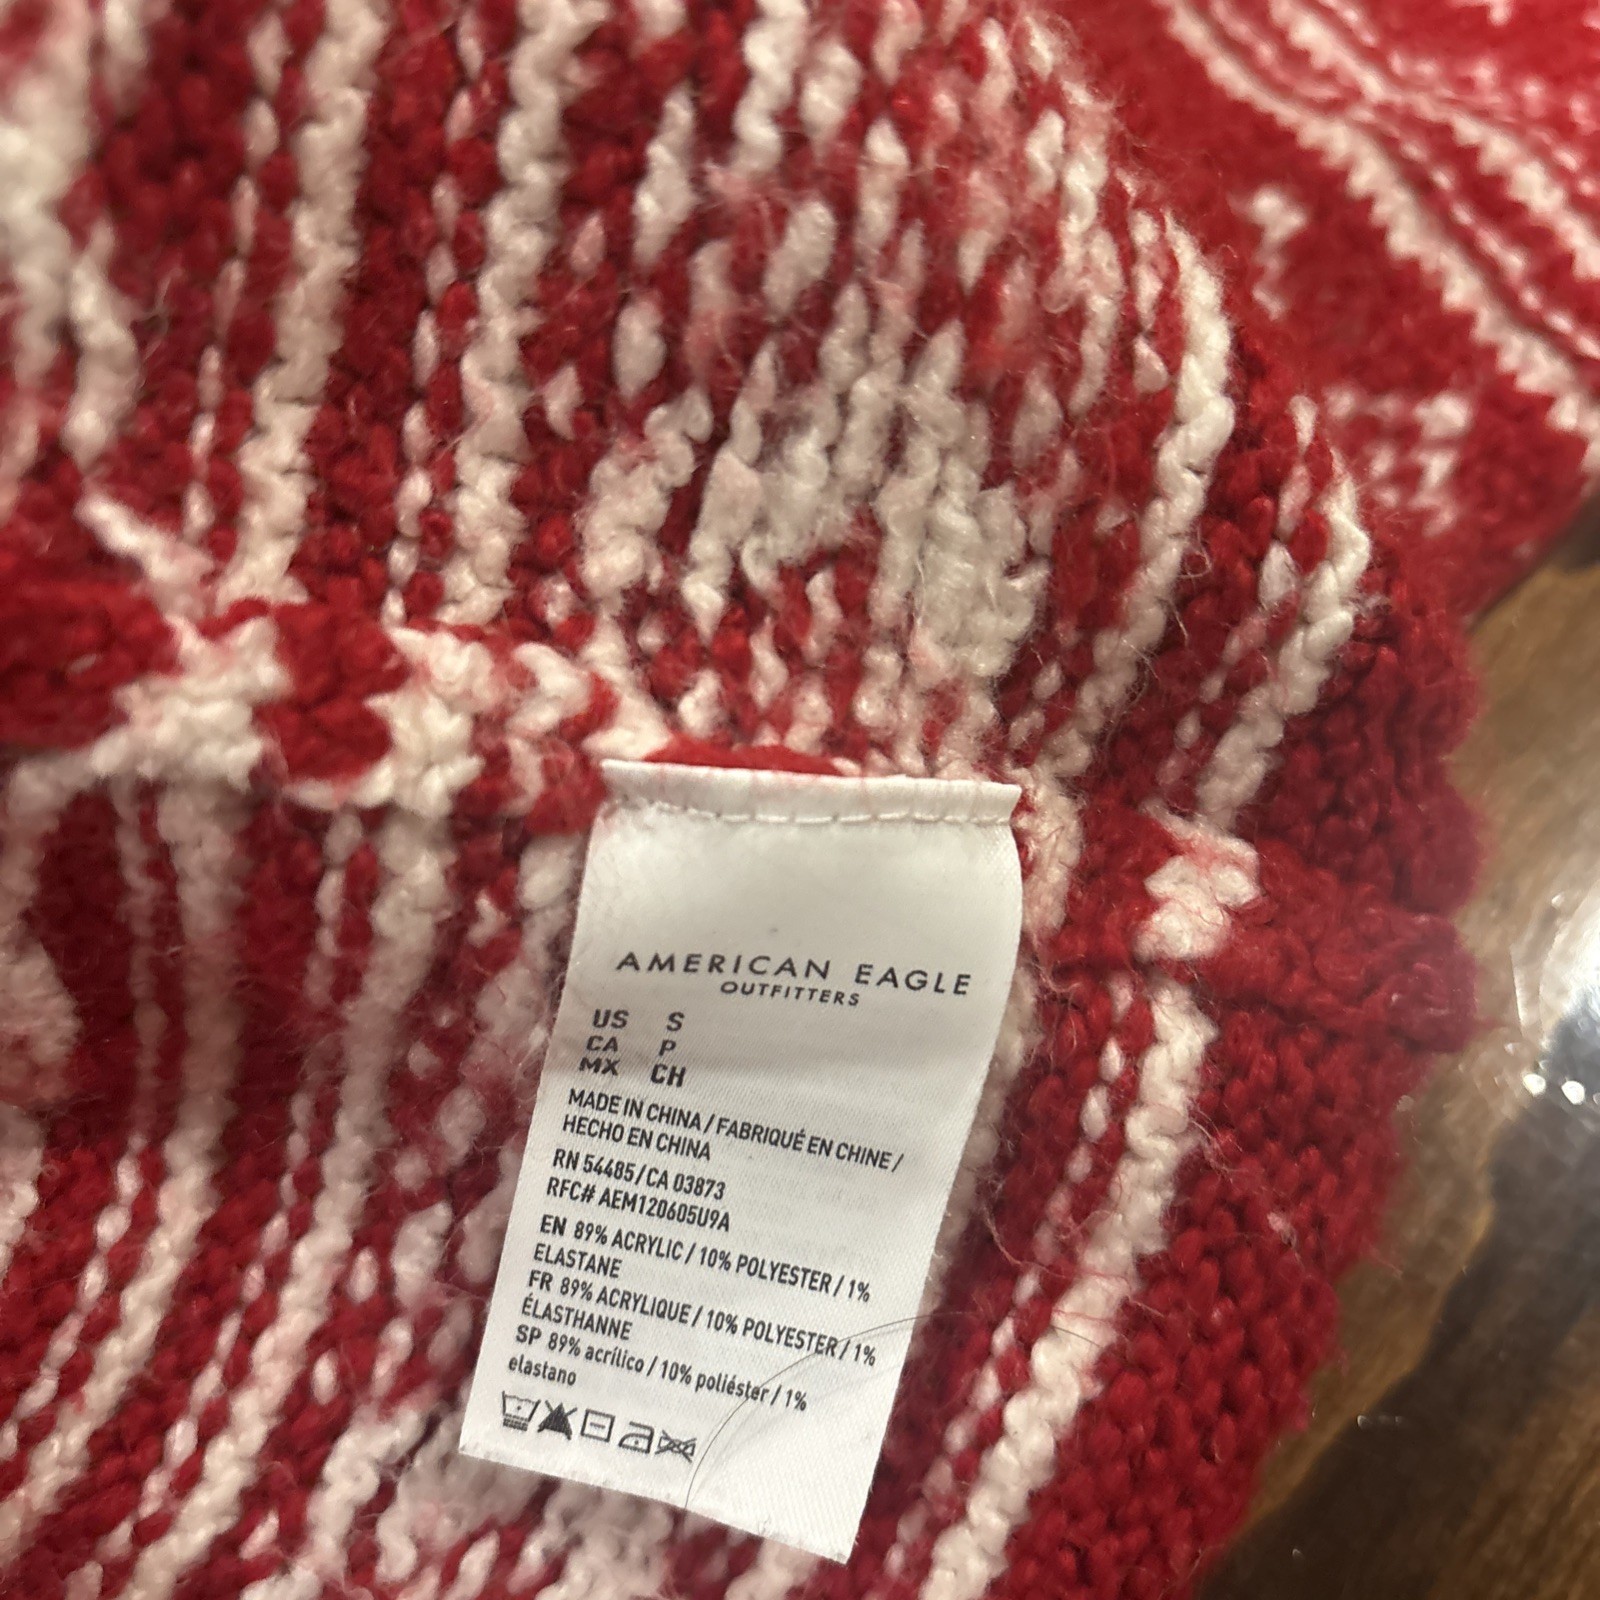 AMERICAN EAGLE
OUTFITTERS
US S
CA P
MX CH
MADE IN CHINA / FABRIQUÉ EN CHINE /
HECHO EN CHINA
RN 54485/CA 03873
RFC# AEM120605U9A
EN 89% ACRYLIC / 10% POLYESTER / 1%
ELASTANE
FR 89% ACRYLIQUE / 10% POLYESTER / 1%
ÉLASTHANNE
SP 89% acrílico / 10% poliéster / 1%
elastano